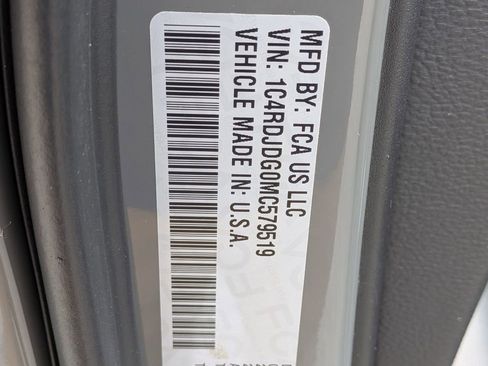 MFD BY: FCA US LLC
VIN: 1C4RDJDG0MC579519
VEHICLE MADE IN: U.S.A.